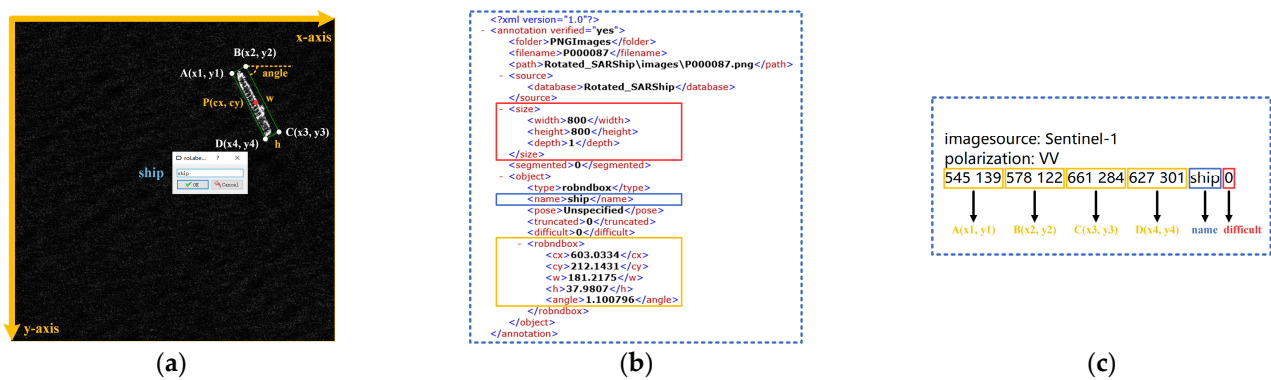 x-axis
B(x2, y2)
angle
A(x1, y1)
w
P(cx, cy)
C(x3, y3)
D(x4, y4)
h
roLabe... ? ×
ship
ship
OK Cancel
y-axis
(a)
<?xml version="1.0"?>
- <annotation verified="yes">
<folder>PNGImages</folder>
<filename>P000087</filename>
<path>Rotated_SARShip\images\P000087.png</path>
- <source>
<database>Rotated_SARShip</database>
</source>
- <size>
<width>800</width>
<height>800</height>
<depth>1</depth>
</size>
<segmented>0</segmented>
- <object>
<type>robndbox</type>
<name>ship</name>
<pose>Unspecified</pose>
<truncated>0</truncated>
<difficult>0</difficult>
- <robndbox>
<cx>603.0334</cx>
<cy>212.1431</cy>
<w>181.2175</w>
<h>37.9807</h>
<angle>1.100796</angle>
</robndbox>
</object>
</annotation>
(b)
imagesource: Sentinel-1
polarization: VV
545 139 578 122 661 284 627 301 ship 0
A(x1, y1) B(x2, y2) C(x3, y3) D(x4, y4) name difficult
(c)